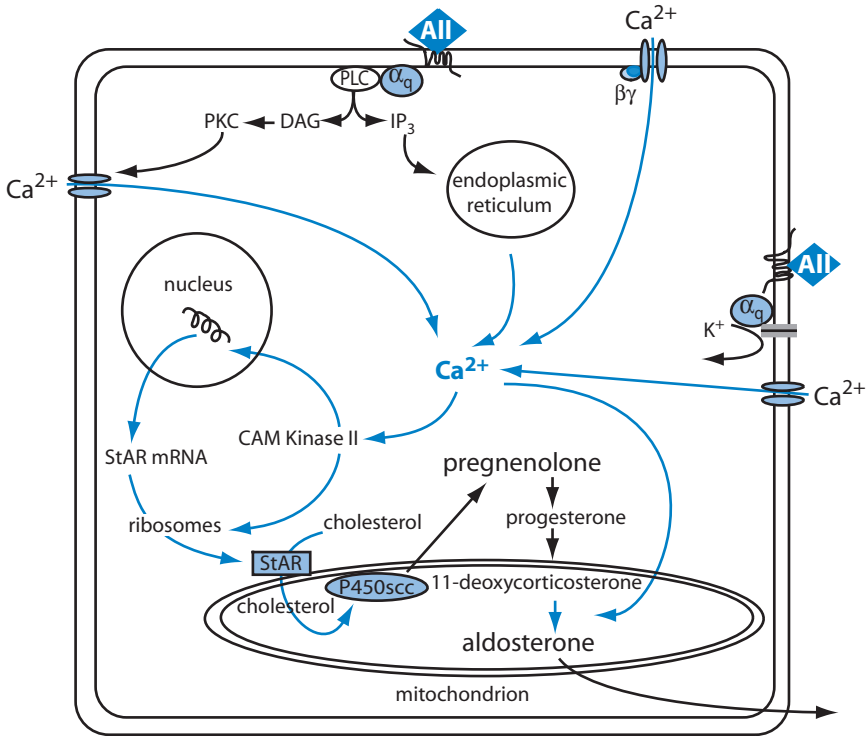 AII
Ca²⁺
PLC
αq
βγ
PKC
DAG
IP₃
Ca²⁺
endoplasmic
reticulum
AII
nucleus
αq
K⁺
Ca²⁺
Ca²⁺
CAM Kinase II
StAR mRNA
pregnenolone
ribosomes
cholesterol
progesterone
StAR
P450scc
11-deoxycorticosterone
cholesterol
aldosterone
mitochondrion